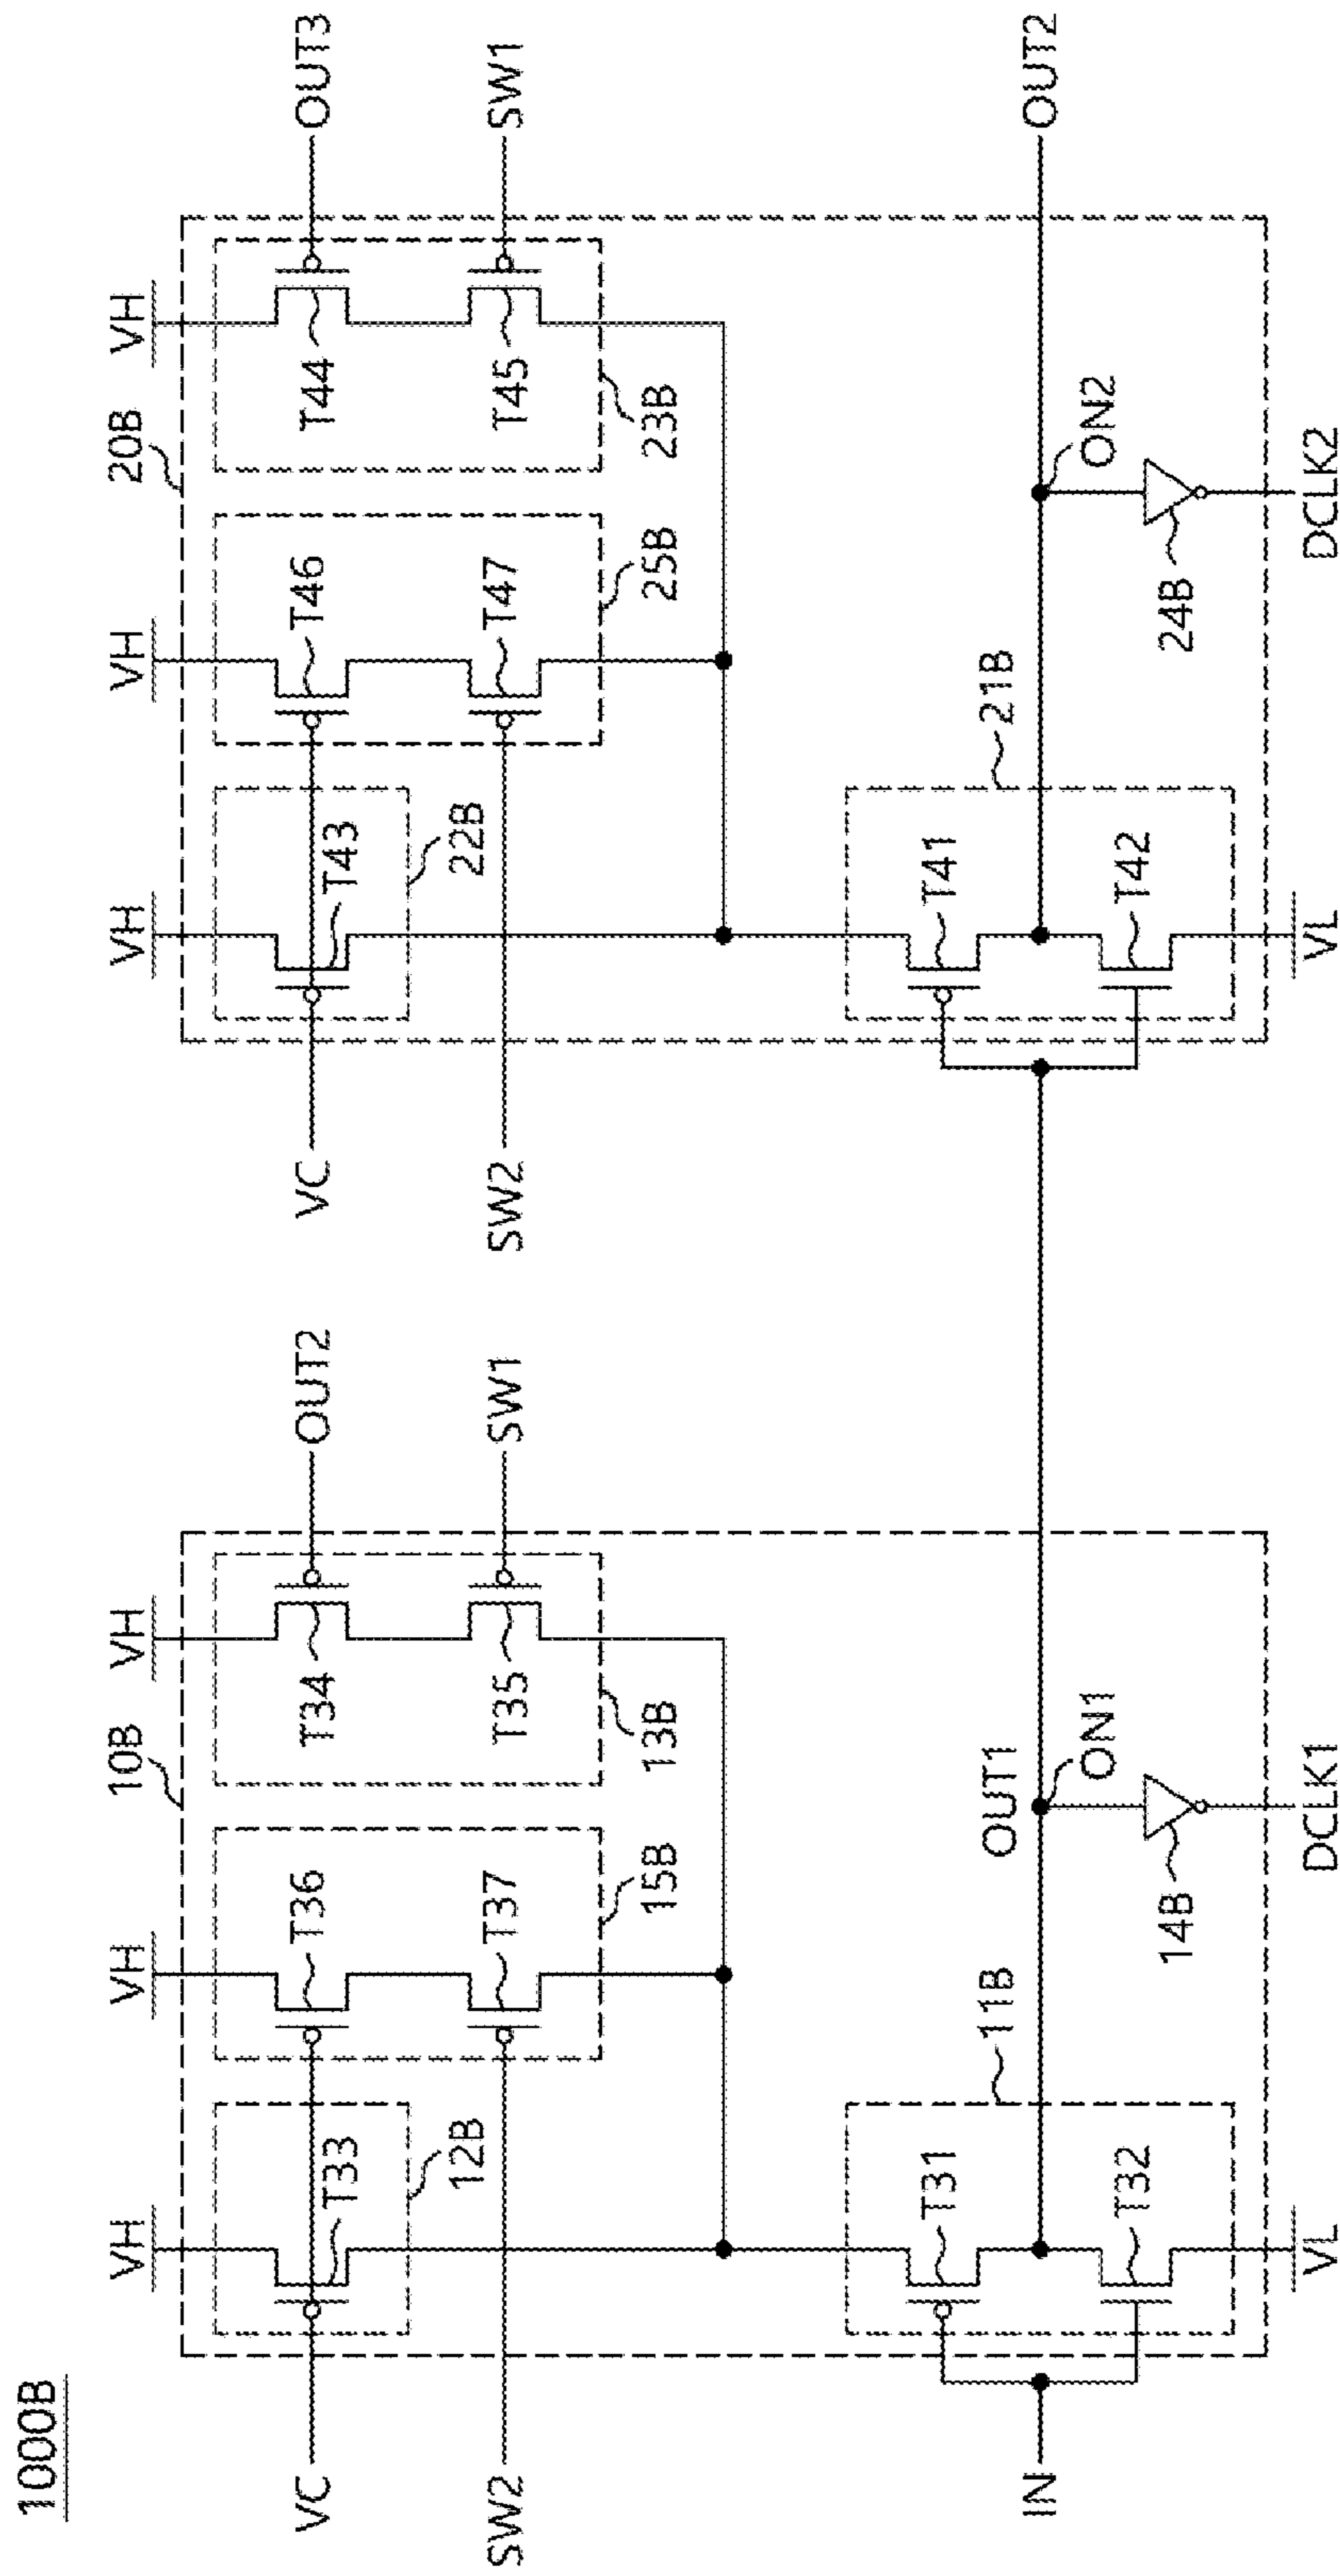 1000B
10B
20B
VH
VH
VH
VH
VH
VH
VC
T33
T36
T34
OUT2
VC
T43
T46
T44
OUT3
SW2
12B
T37
T35
SW1
SW2
22B
T47
T45
SW1
15B
13B
25B
23B
11B
21B
T31
OUT1
T41
IN
ON1
ON2
OUT2
T32
14B
T42
24B
VL
DCLK1
VL
DCLK2